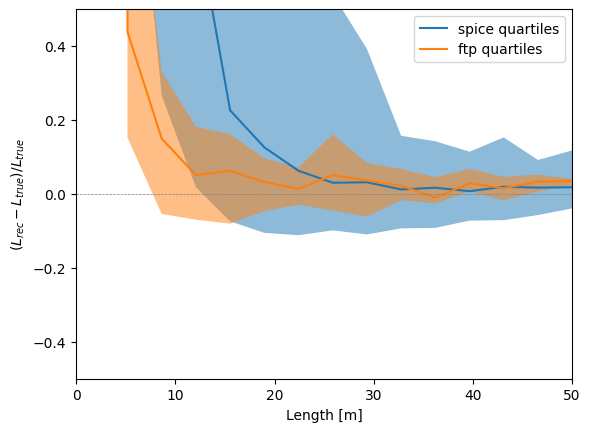 spice quartiles
ftp quartiles
0.4
0.2
0.0
−0.2
−0.4
(L_rec − L_true)/L_true
0 10 20 30 40 50
Length [m]